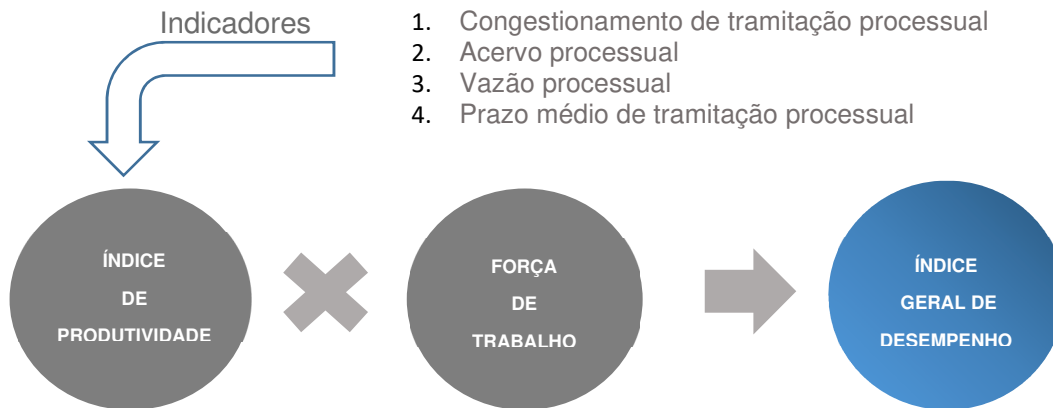 Indicadores
1. Congestionamento de tramitação processual
2. Acervo processual
3. Vazão processual
4. Prazo médio de tramitação processual
ÍNDICE
DE
PRODUTIVIDADE
FORÇA
DE
TRABALHO
ÍNDICE
GERAL DE
DESEMPENHO